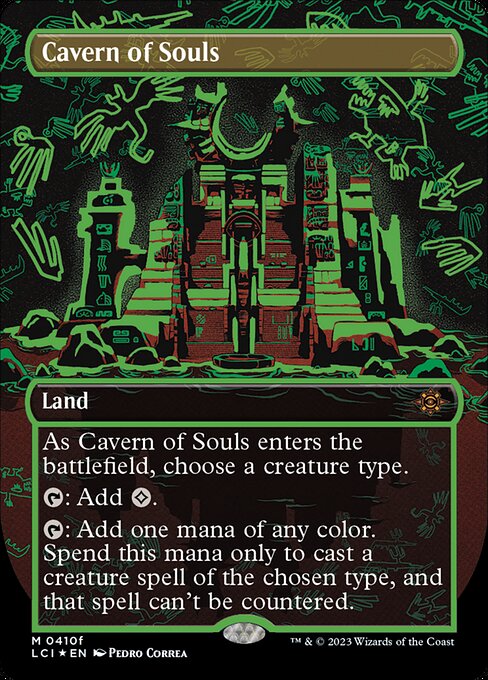 Cavern of Souls
Land
As Cavern of Souls enters the
battlefield, choose a creature type.
: Add .
: Add one mana of any color.
Spend this mana only to cast a
creature spell of the chosen type, and
that spell can't be countered.
M 0410f
LCI★EN Pedro Correa
™ & © 2023 Wizards of the Coast